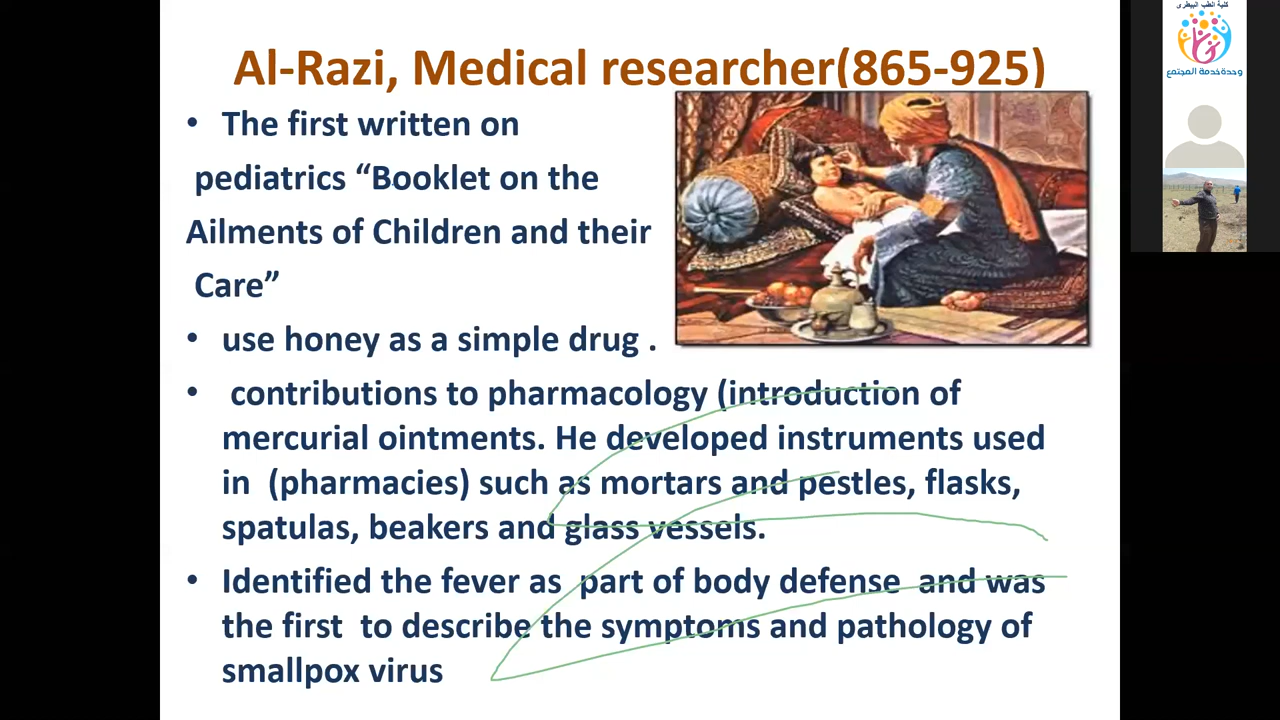 Al-Razi, Medical researcher(865-925)
• The first written on
pediatrics “Booklet on the
Ailments of Children and their
Care”
• use honey as a simple drug .
• contributions to pharmacology (introduction of
mercurial ointments. He developed instruments used
in (pharmacies) such as mortars and pestles, flasks,
spatulas, beakers and glass vessels.
• Identified the fever as part of body defense and was
the first to describe the symptoms and pathology of
smallpox virus
كلية الطب البيطرى
وحدة خدمة المجتمع